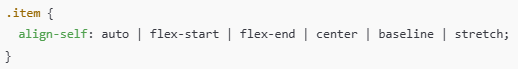 .item {
  align-self: auto | flex-start | flex-end | center | baseline | stretch;
}